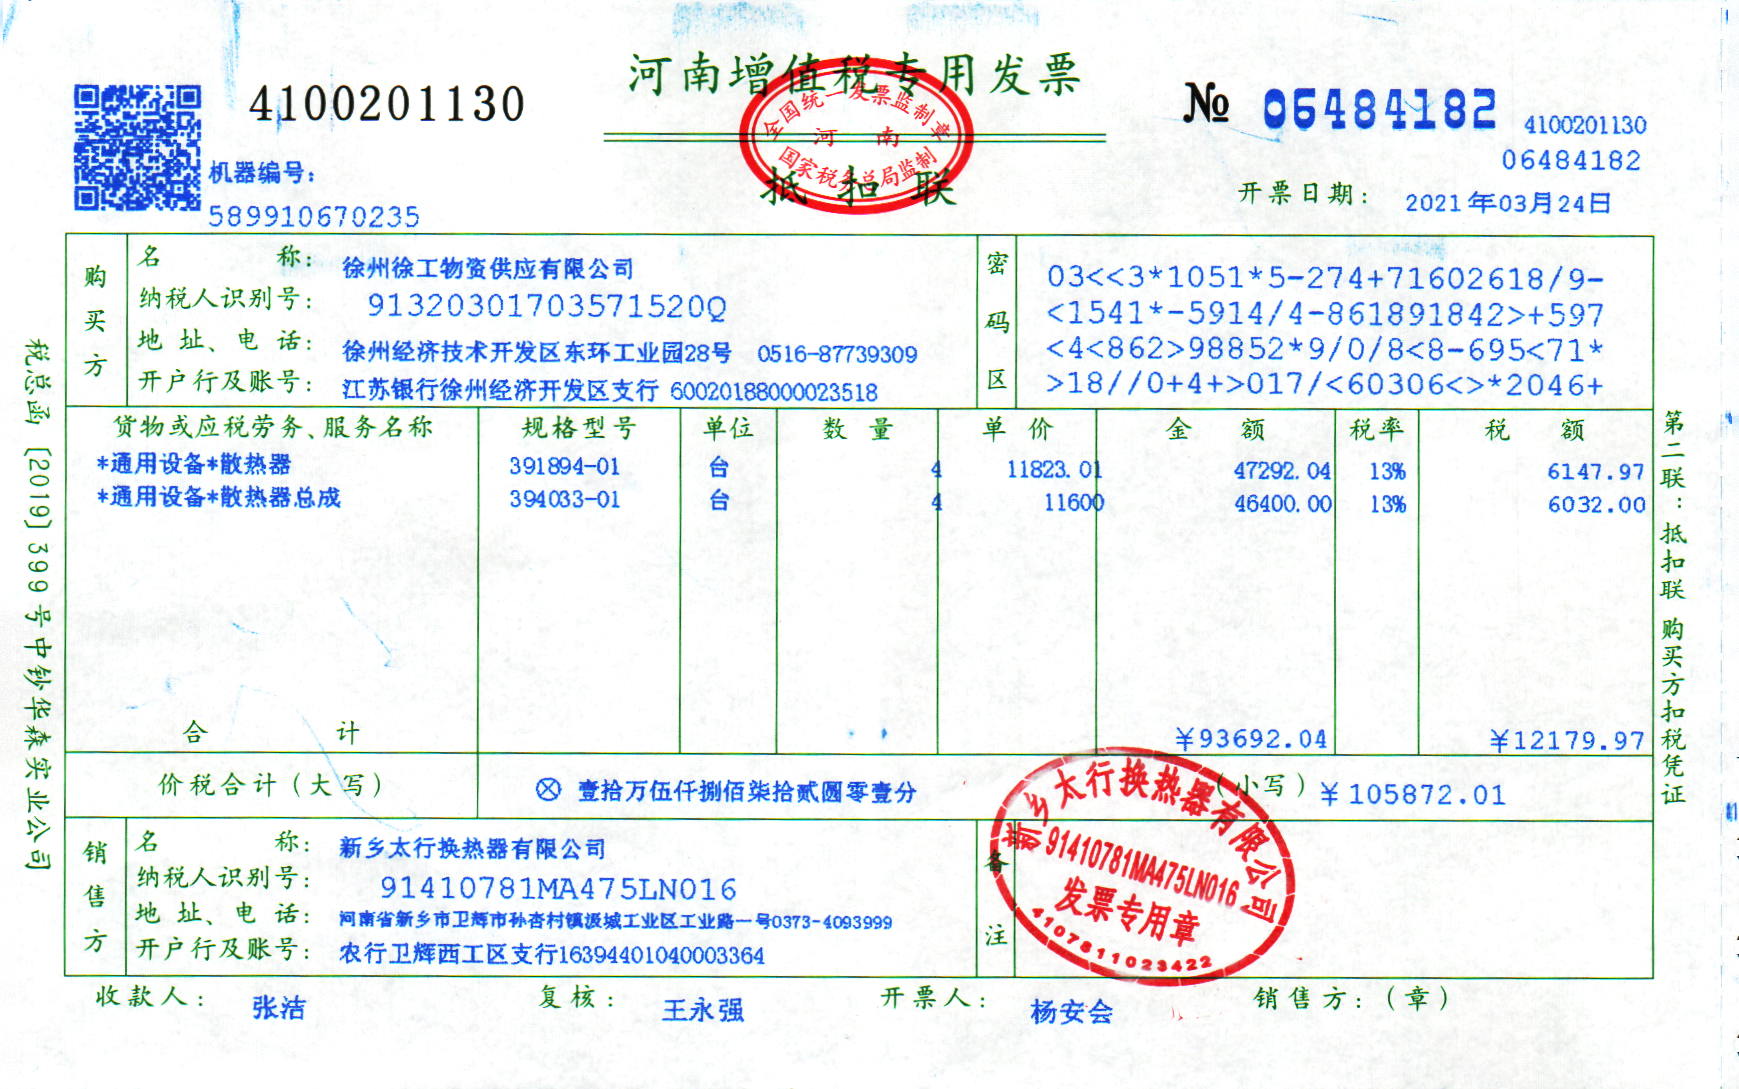 河南增值税专用发票
抵扣联
全国统一发票监制章
河南
国家税务总局监制
4100201130
№ 06484182
4100201130
06484182
机器编号：
589910670235
开票日期： 2021年03月24日
购买方
名称： 徐州徐工物资供应有限公司
纳税人识别号： 91320301703571520Q
地址、电话： 徐州经济技术开发区东环工业园28号 0516-87739309
开户行及账号： 江苏银行徐州经济开发区支行 60020188000023518
密码区
03<<3*1051*5-274+71602618/9-
<1541*-5914/4-861891842>+597
<4<862>98852*9/0/8<8-695<71*
>18//0+4+>017/<60306<>*2046+
货物或应税劳务、服务名称 规格型号 单位 数量 单价 金额 税率 税额
*通用设备*散热器 391894-01 台 4 11823.01 47292.04 13% 6147.97
*通用设备*散热器总成 394033-01 台 4 11600 46400.00 13% 6032.00
合计 ￥93692.04 ￥12179.97
价税合计（大写） ⊗ 壹拾万伍仟捌佰柒拾贰圆零壹分 （小写）￥105872.01
销售方
名称： 新乡太行换热器有限公司
纳税人识别号： 91410781MA475LN016
地址、电话： 河南省新乡市卫辉市孙杏村镇汲城工业区工业路一号0373-4093999
开户行及账号： 农行卫辉西工区支行16394401040003364
备注
新乡太行换热器有限公司
91410781MA475LN016
发票专用章
4107811023422
收款人： 张洁 复核： 王永强 开票人： 杨安会 销售方：（章）
税总函［2019］399号中钞华森实业公司
第二联：抵扣联 购买方扣税凭证